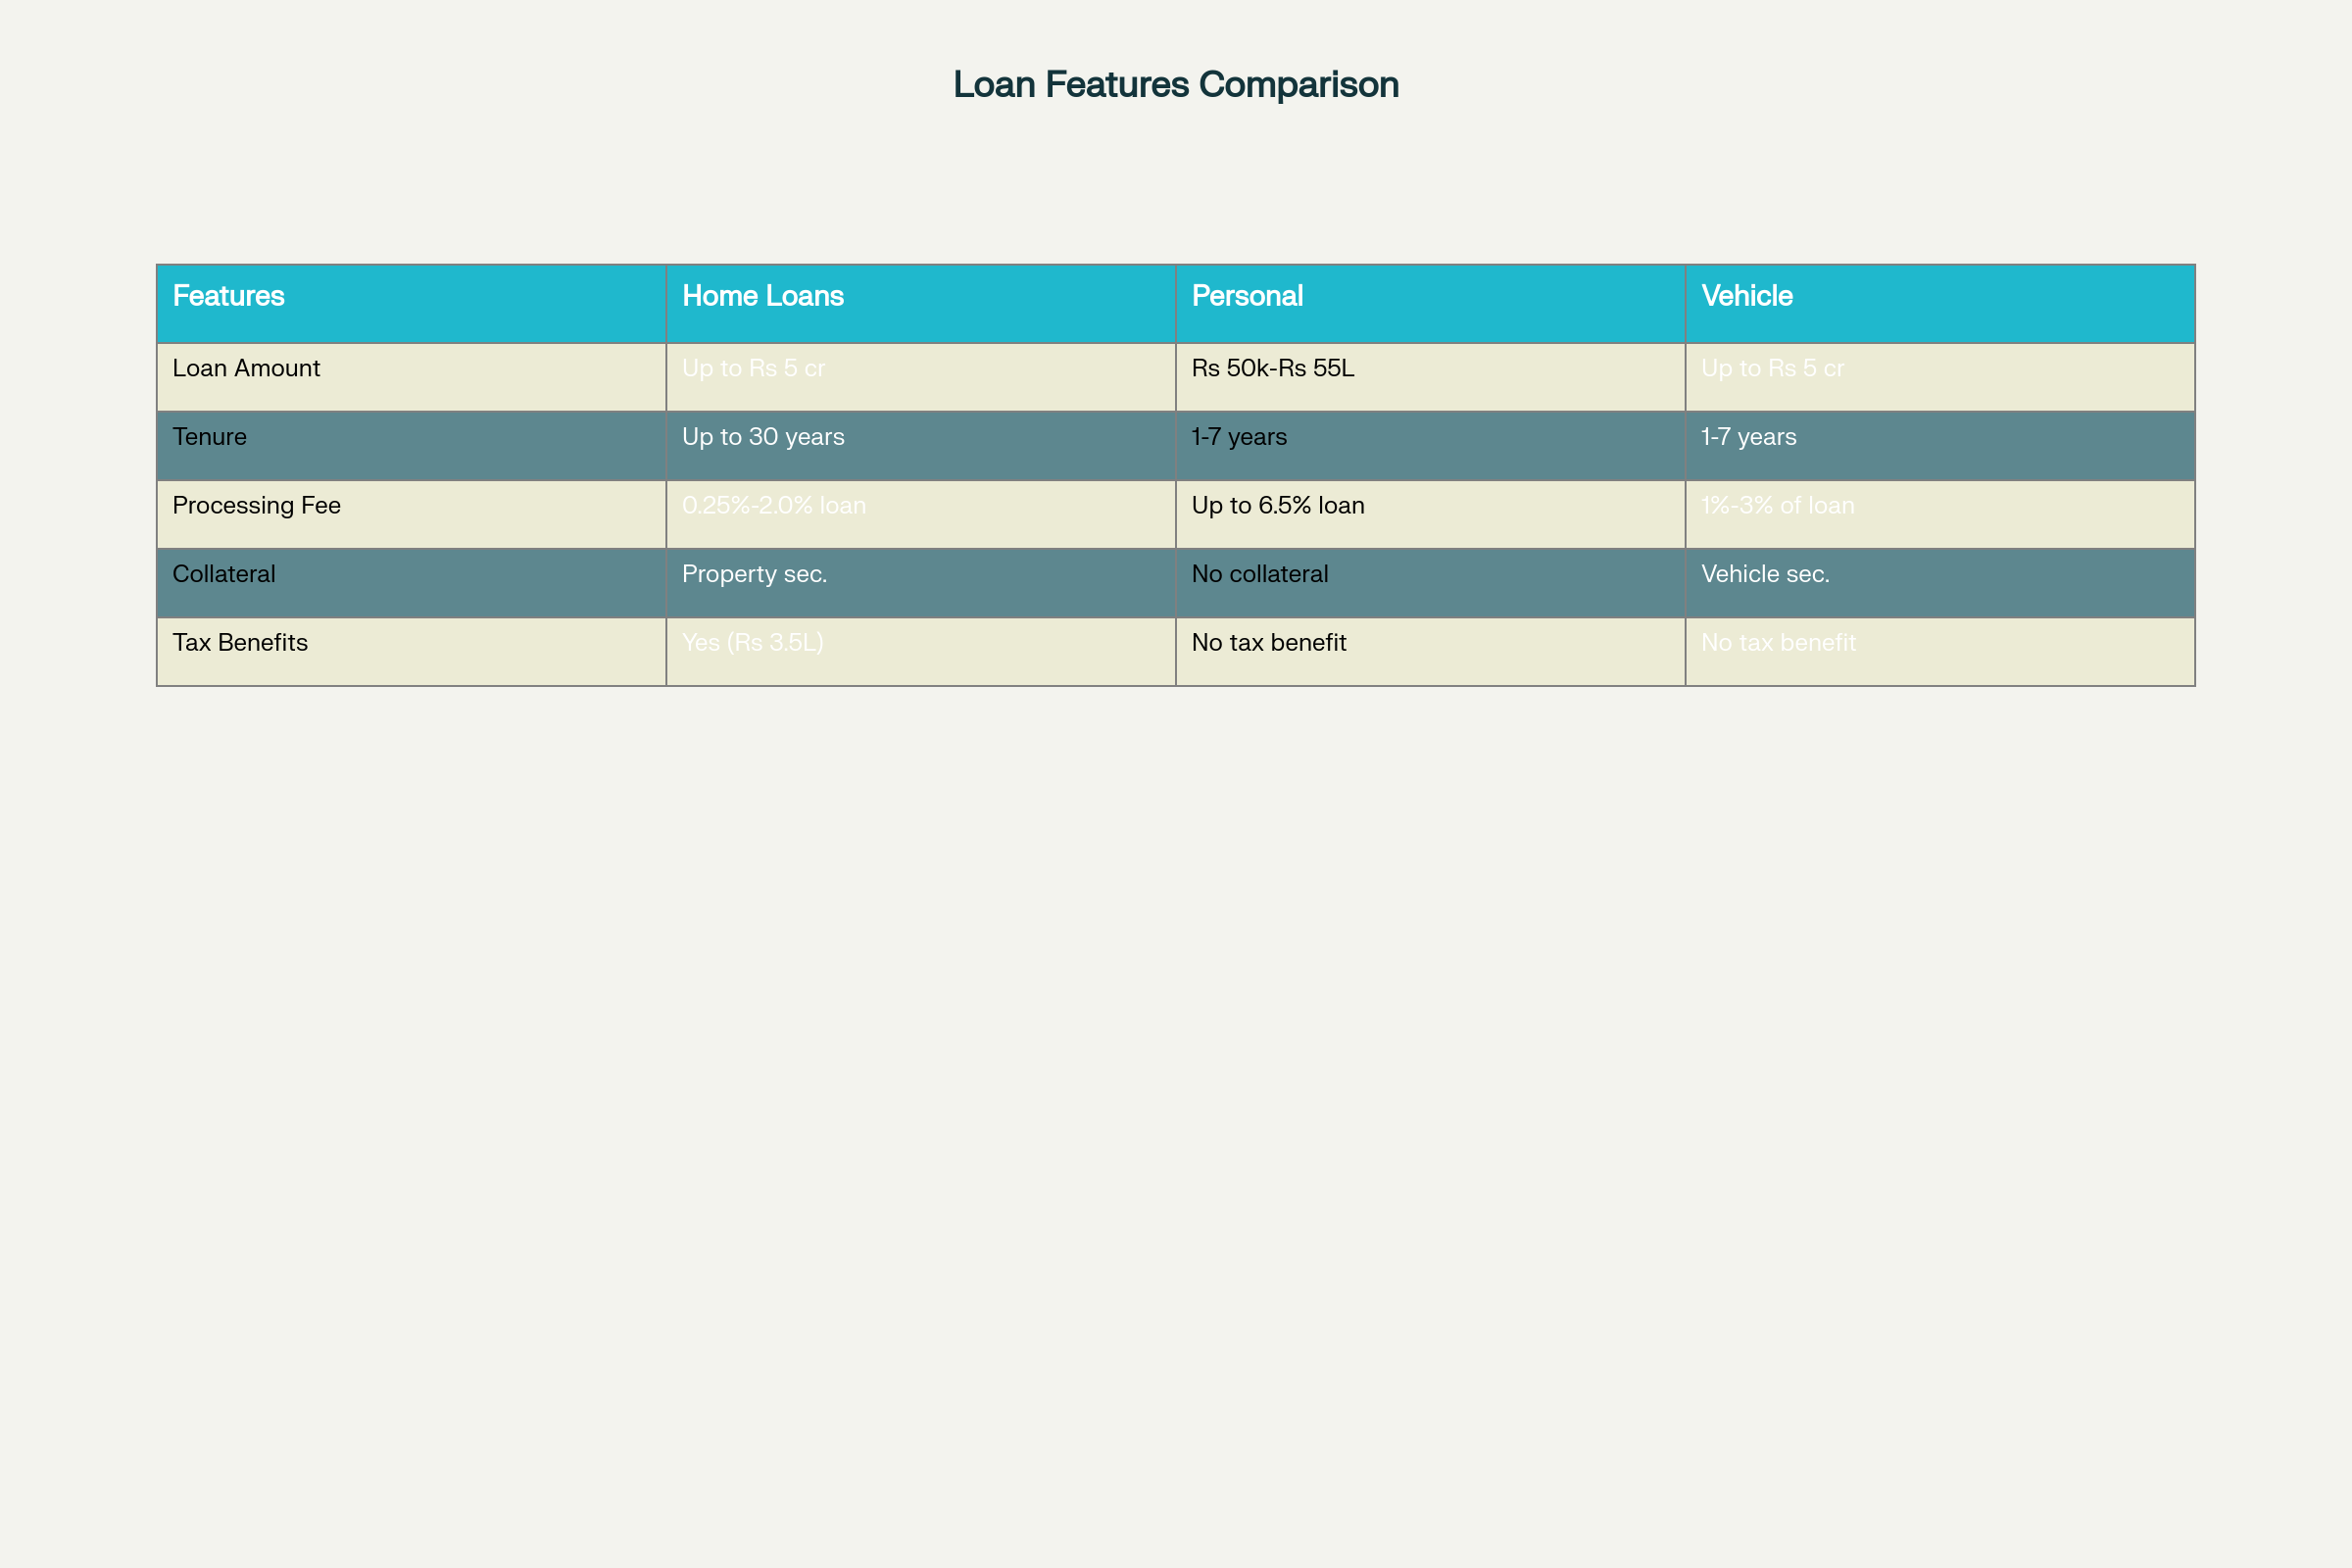 Loan Features Comparison
Features Home Loans Personal Vehicle
Loan Amount Up to Rs 5 cr Rs 50k-Rs 55L Up to Rs 5 cr
Tenure Up to 30 years 1-7 years 1-7 years
Processing Fee 0.25%-2.0% loan Up to 6.5% loan 1%-3% of loan
Collateral Property sec. No collateral Vehicle sec.
Tax Benefits Yes (Rs 3.5L) No tax benefit No tax benefit